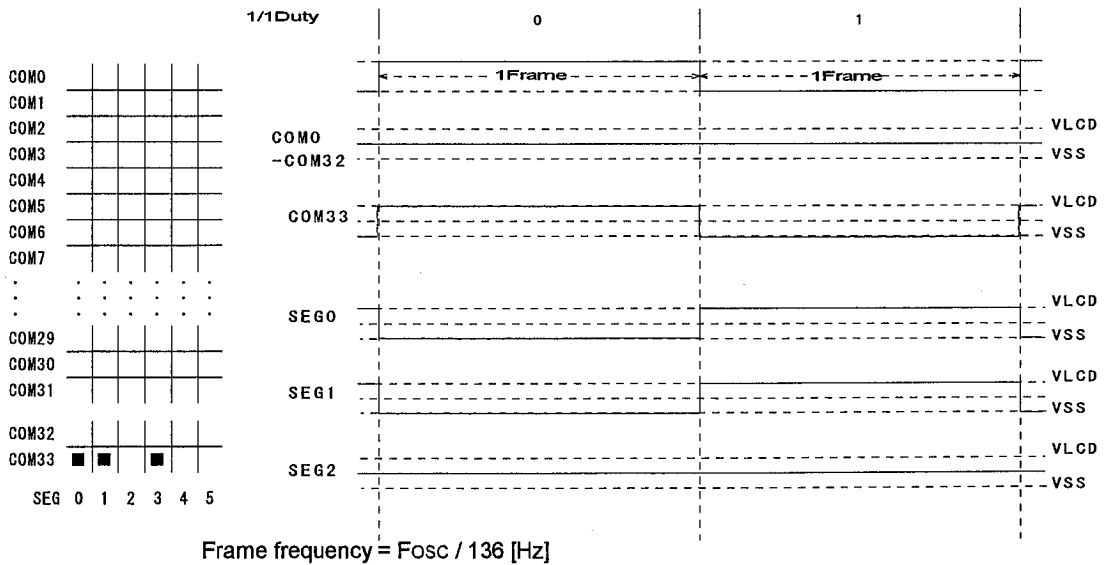 1/1Duty 0 1
1Frame 1Frame
COM0
COM1
COM2
COM3
COM4
COM5
COM6
COM7
COM29
COM30
COM31
COM32
COM33
SEG 0 1 2 3 4 5
COM0
-COM32
VLCD
VSS
COM33
VLCD
VSS
SEG0
VLCD
VSS
SEG1
VLCD
VSS
SEG2
VLCD
VSS
Frame frequency = Fosc / 136 [Hz]